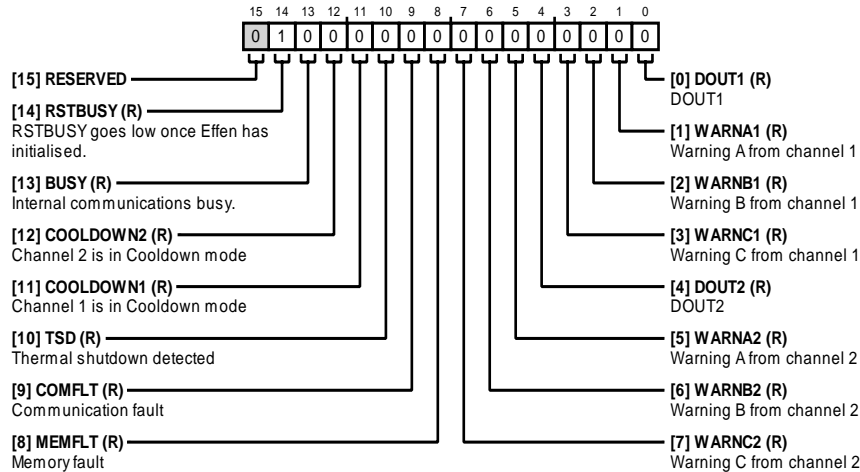 15 14 13 12 11 10 9 8 7 6 5 4 3 2 1 0
0 1 0 0 0 0 0 0 0 0 0 0 0 0 0 0
[15] RESERVED
[14] RSTBUSY (R)
RSTBUSY goes low once Effen has
initialised.
[13] BUSY (R)
Internal communications busy.
[12] COOLDOWN2 (R)
Channel 2 is in Cooldown mode
[11] COOLDOWN1 (R)
Channel 1 is in Cooldown mode
[10] TSD (R)
Thermal shutdown detected
[9] COMFLT (R)
Communication fault
[8] MEMFLT (R)
Memory fault
[0] DOUT1 (R)
DOUT1
[1] WARNA1 (R)
Warning A from channel 1
[2] WARNB1 (R)
Warning B from channel 1
[3] WARNC1 (R)
Warning C from channel 1
[4] DOUT2 (R)
DOUT2
[5] WARNA2 (R)
Warning A from channel 2
[6] WARNB2 (R)
Warning B from channel 2
[7] WARNC2 (R)
Warning C from channel 2